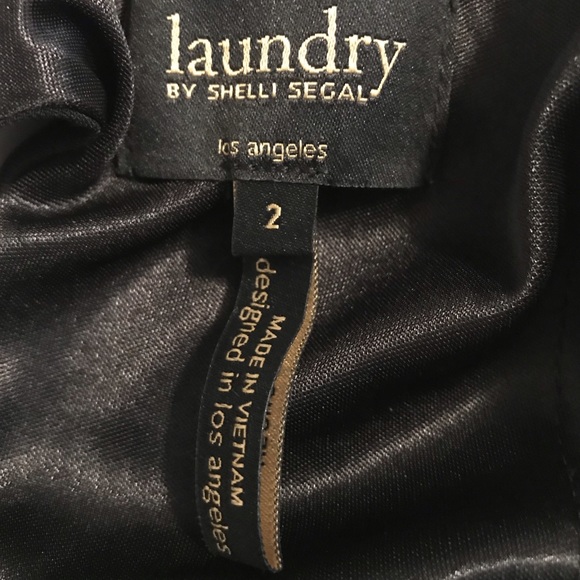 laundry
BY SHELLI SEGAL
los angeles
2
MADE IN VIETNAM
designed in los angeles